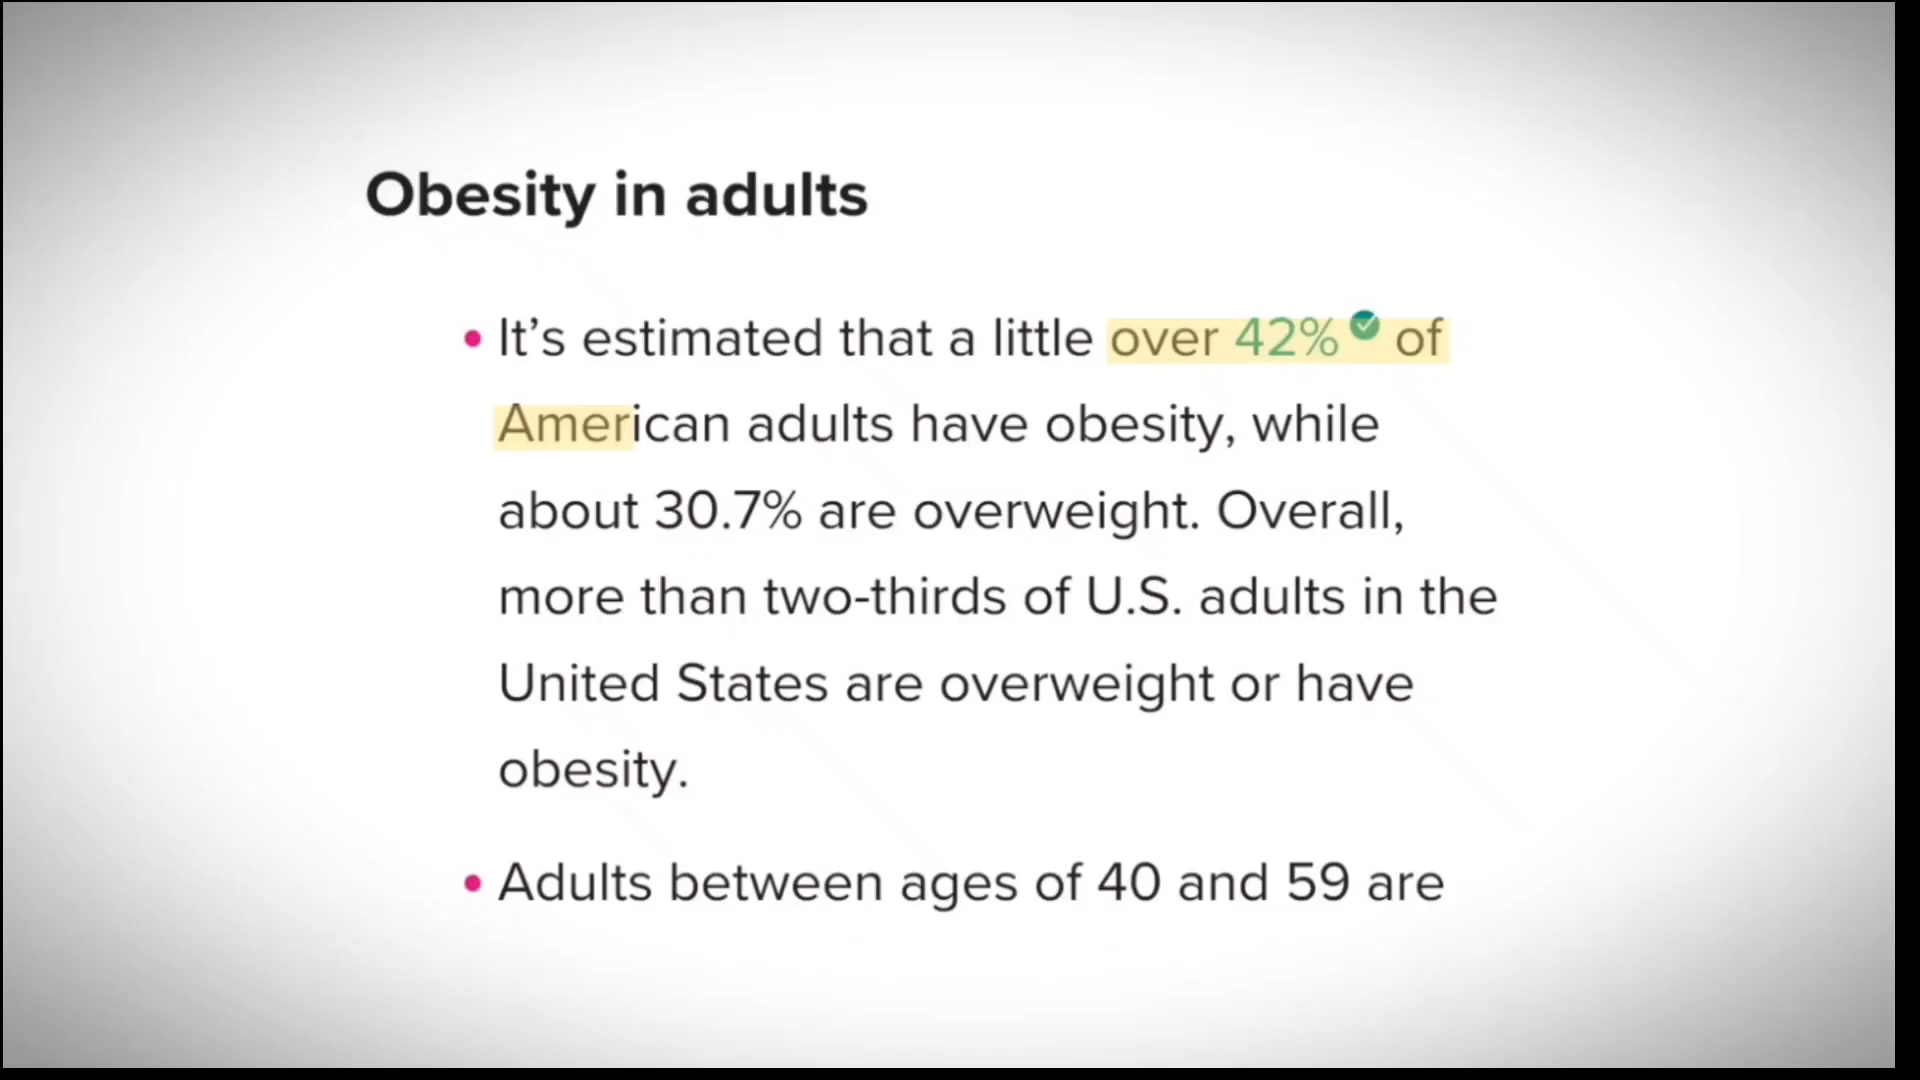 Obesity in adults
• It’s estimated that a little over 42% of
American adults have obesity, while
about 30.7% are overweight. Overall,
more than two-thirds of U.S. adults in the
United States are overweight or have
obesity.
• Adults between ages of 40 and 59 are